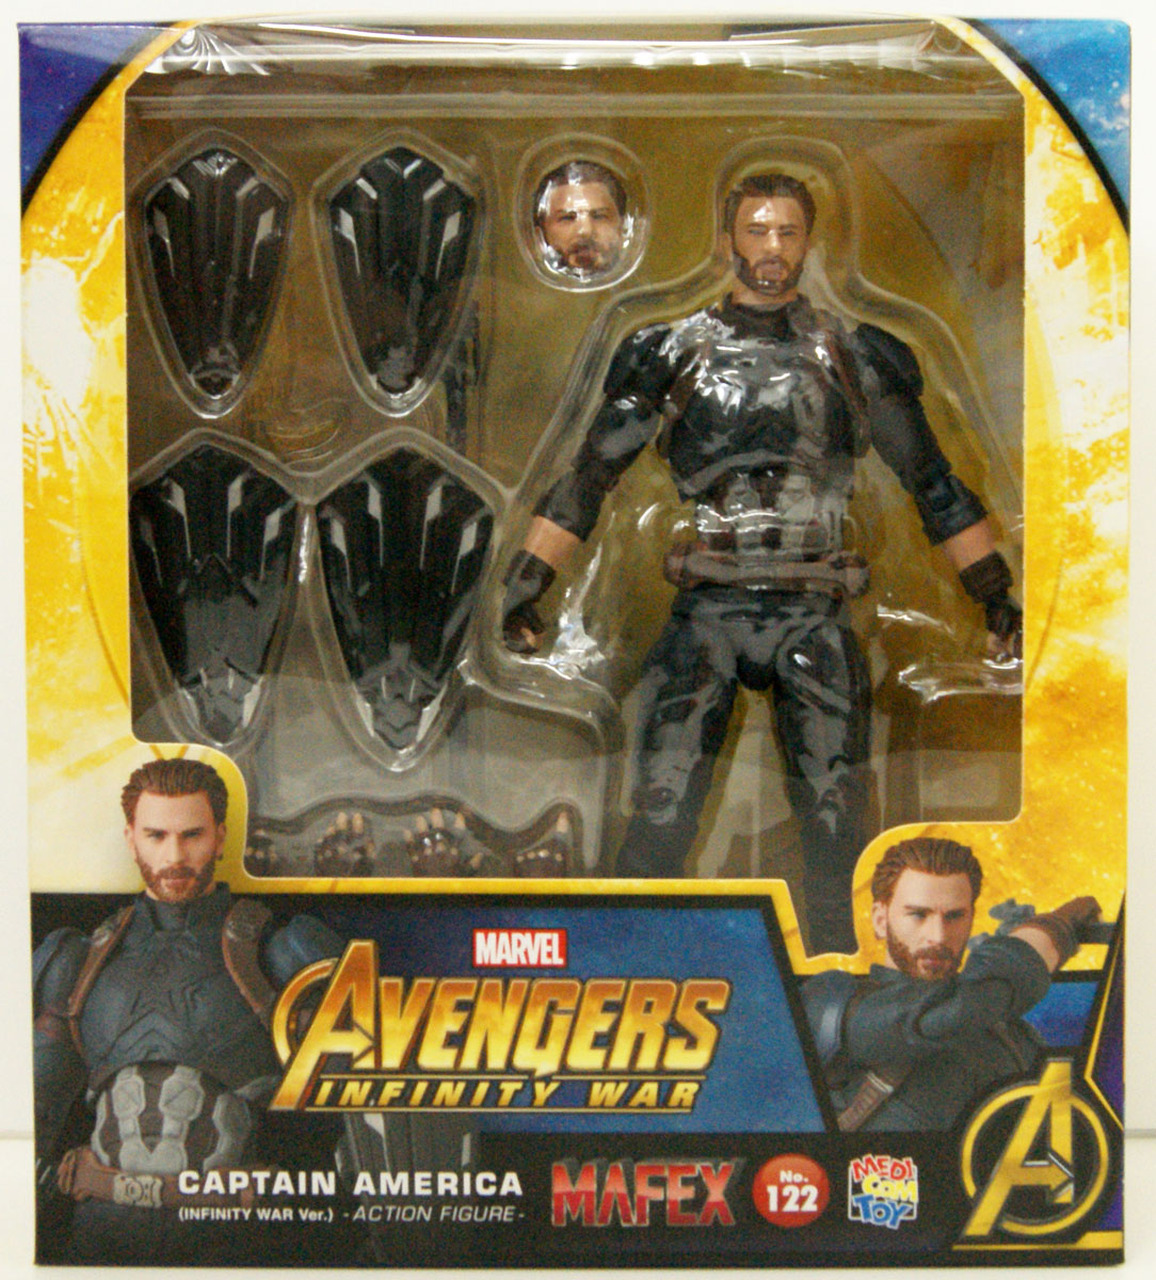 MARVEL
AVENGERS
INFINITY WAR
CAPTAIN AMERICA
(INFINITY WAR Ver.) -ACTION FIGURE-
MAFEX
No.
122
MEDI
COM
TOY